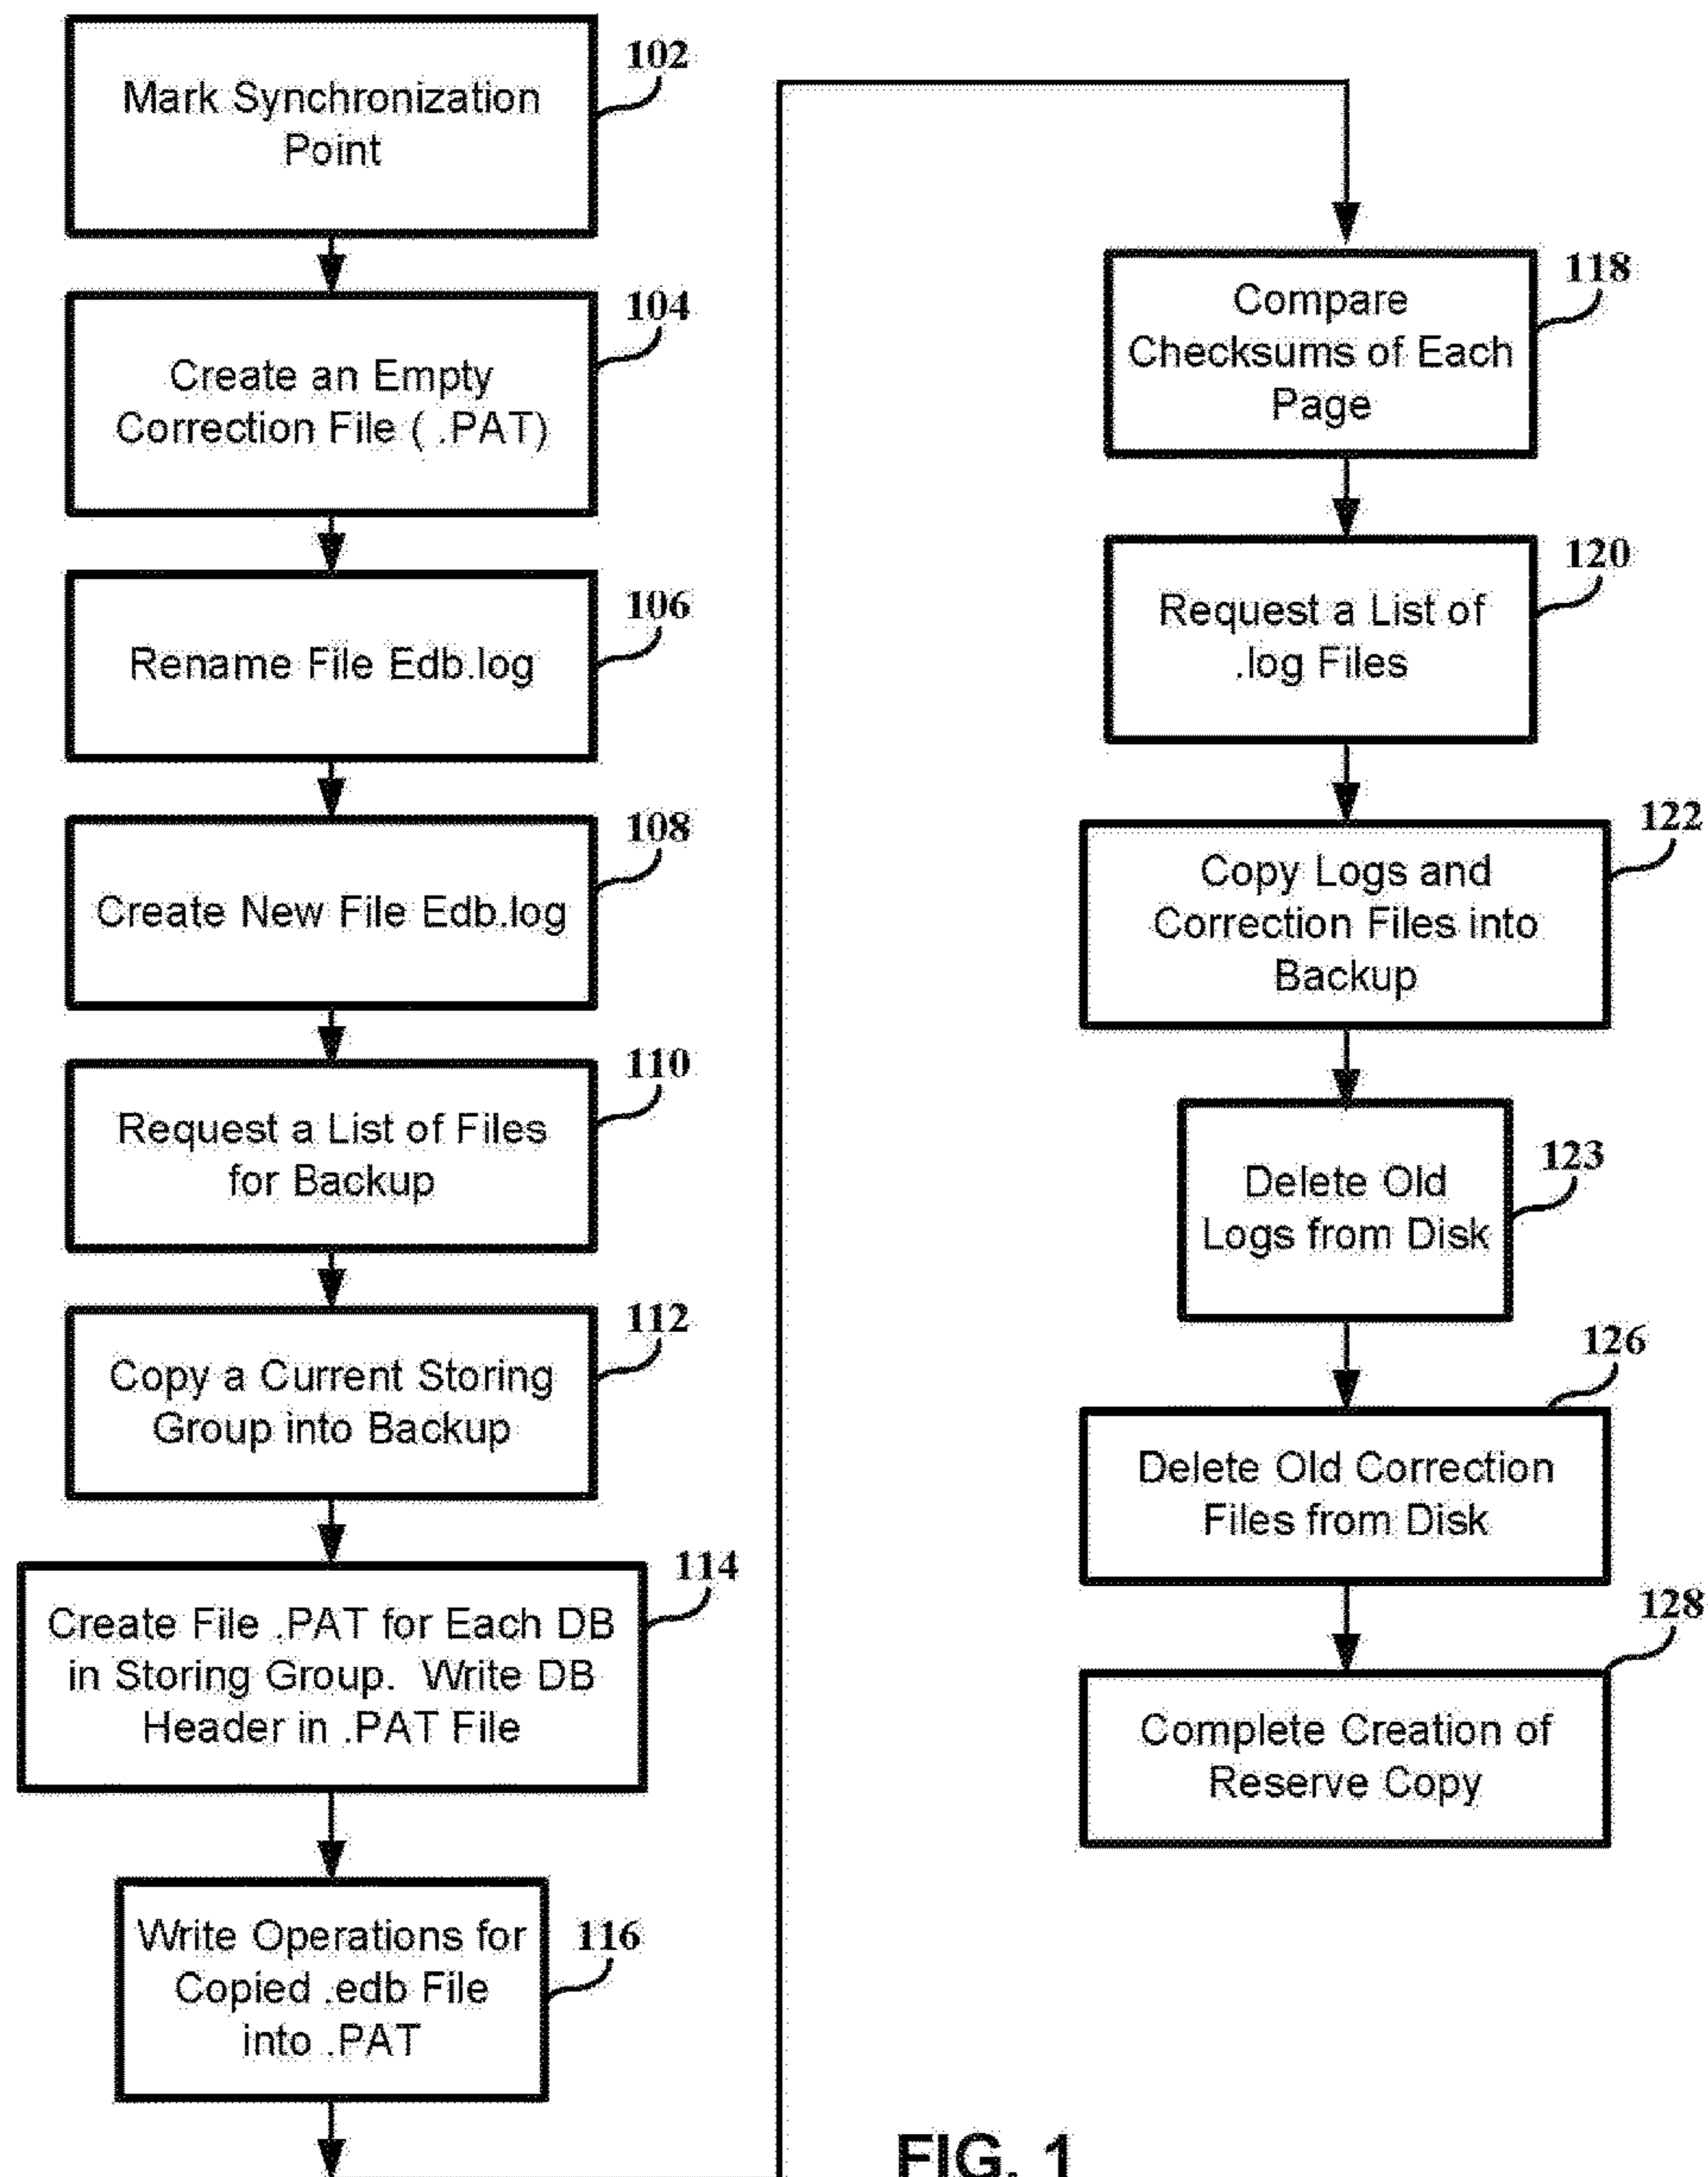 102
Mark Synchronization
Point
104
Create an Empty
Correction File ( .PAT)
106
Rename File Edb.log
108
Create New File Edb.log
110
Request a List of Files
for Backup
112
Copy a Current Storing
Group into Backup
114
Create File .PAT for Each DB
in Storing Group. Write DB
Header in .PAT File
116
Write Operations for
Copied .edb File
into .PAT
118
Compare
Checksums of Each
Page
120
Request a List of
.log Files
122
Copy Logs and
Correction Files into
Backup
123
Delete Old
Logs from Disk
126
Delete Old Correction
Files from Disk
128
Complete Creation of
Reserve Copy
FIG. 1